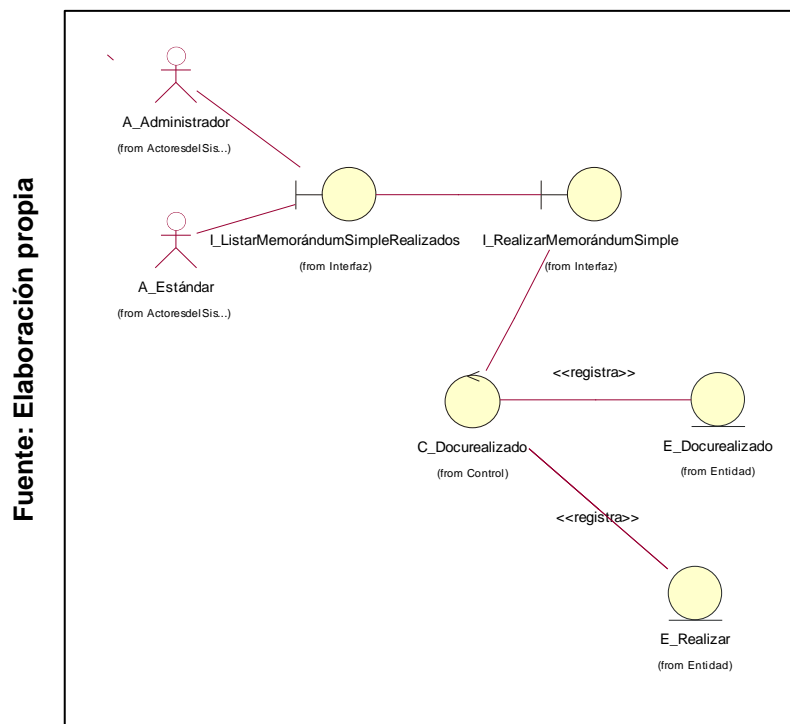 Fuente: Elaboración propia
A_Administrador
(from ActoresdelSis...)
A_Estándar
(from ActoresdelSis...)
I_ListarMemorándumSimpleRealizados
(from Interfaz)
I_RealizarMemorándumSimple
(from Interfaz)
<<registra>>
C_Docurealizado
(from Control)
E_Docurealizado
(from Entidad)
<<registra>>
E_Realizar
(from Entidad)